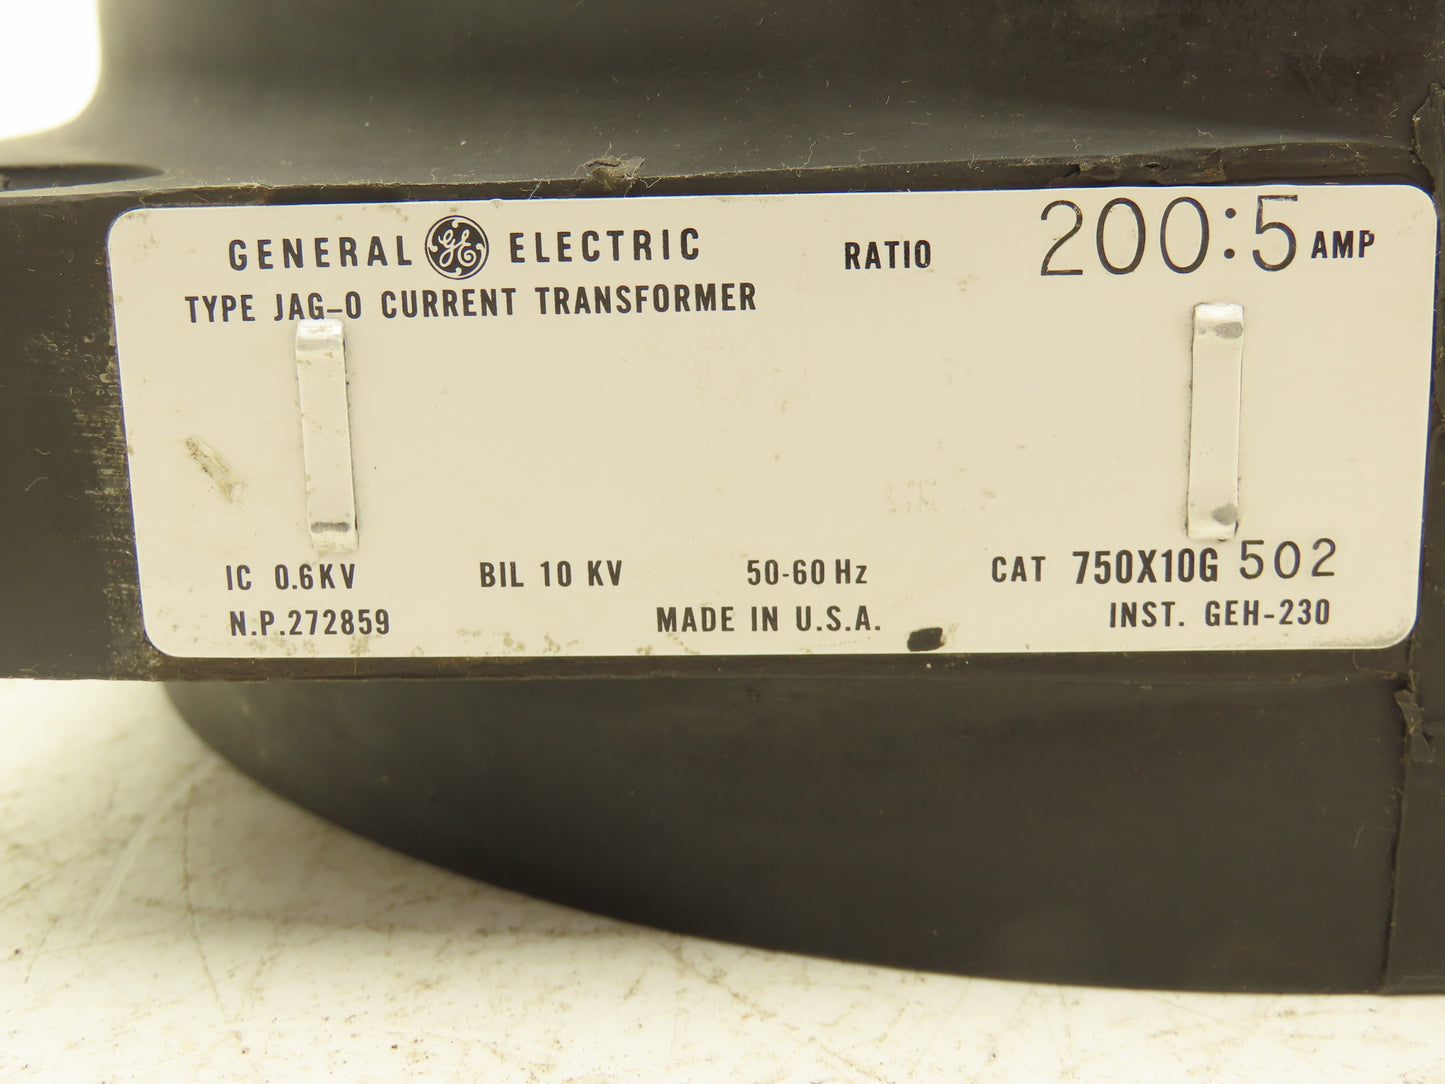 GENERAL GE ELECTRIC RATIO 200:5 AMP
TYPE JAG-0 CURRENT TRANSFORMER
IC 0.6KV BIL 10 KV 50-60 Hz CAT 750X10G 502
N.P.272859 MADE IN U.S.A. INST. GEH-230